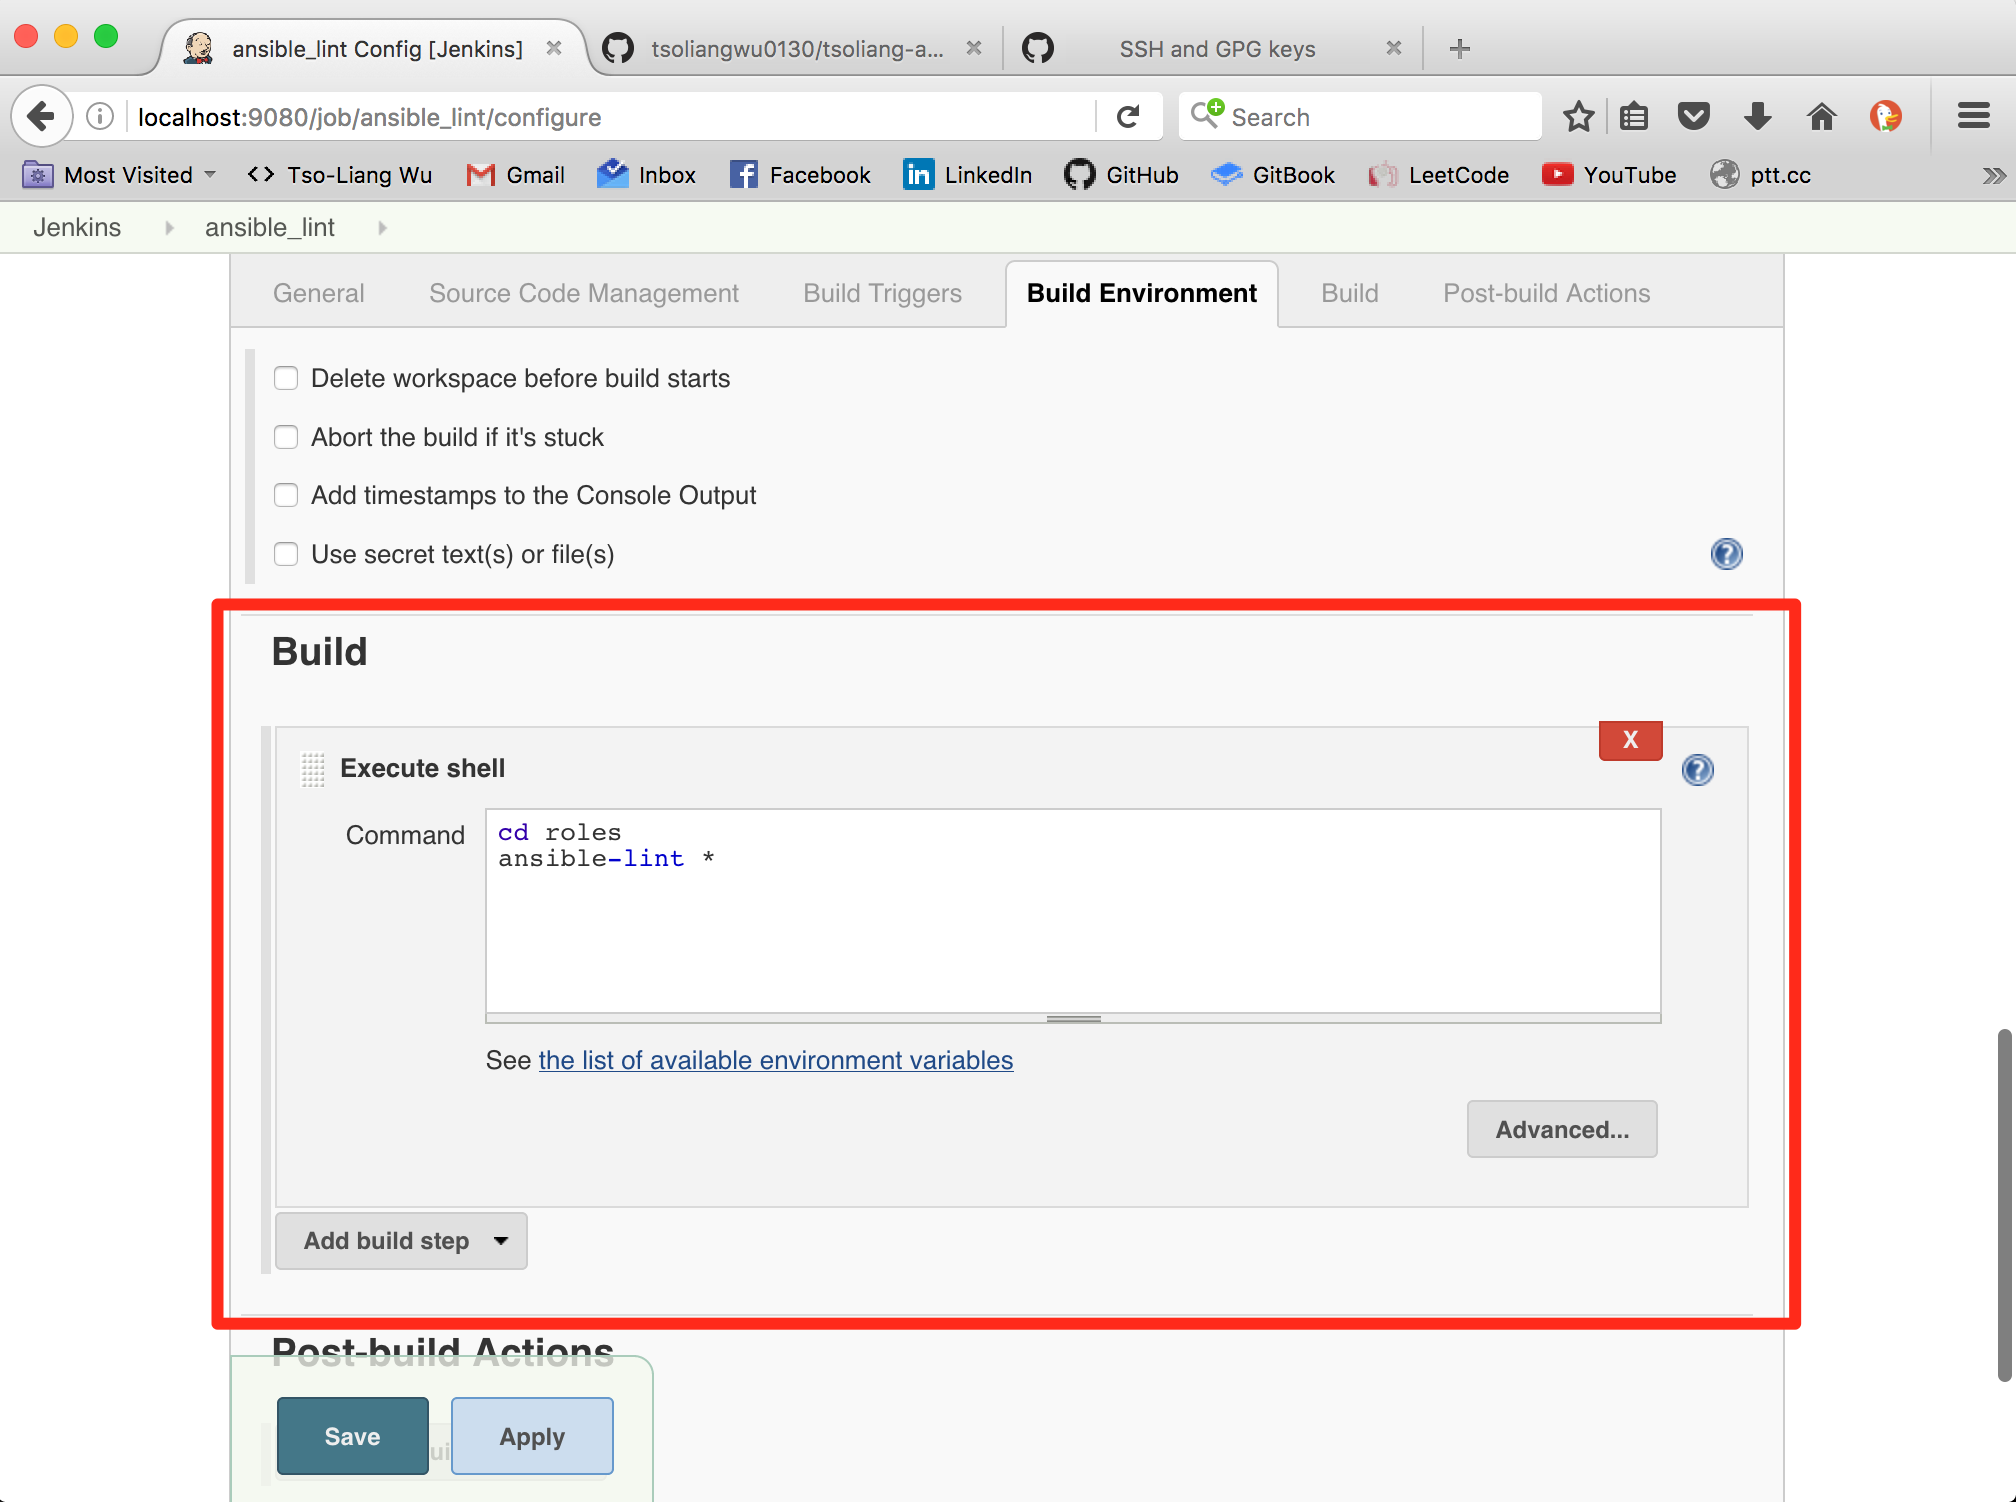 ansible_lint Config [Jenkins]
tsoliangwu0130/tsoliang-a...
SSH and GPG keys
localhost:9080/job/ansible_lint/configure
Search
Most Visited
Tso-Liang Wu
Gmail
Inbox
Facebook
LinkedIn
GitHub
GitBook
LeetCode
YouTube
ptt.cc
Jenkins
ansible_lint
General
Source Code Management
Build Triggers
Build Environment
Build
Post-build Actions
Delete workspace before build starts
Abort the build if it's stuck
Add timestamps to the Console Output
Use secret text(s) or file(s)
Build
X
Execute shell
Command
cd roles
ansible-lint *
See the list of available environment variables
Advanced...
Add build step
Post-build Actions
Save
Apply